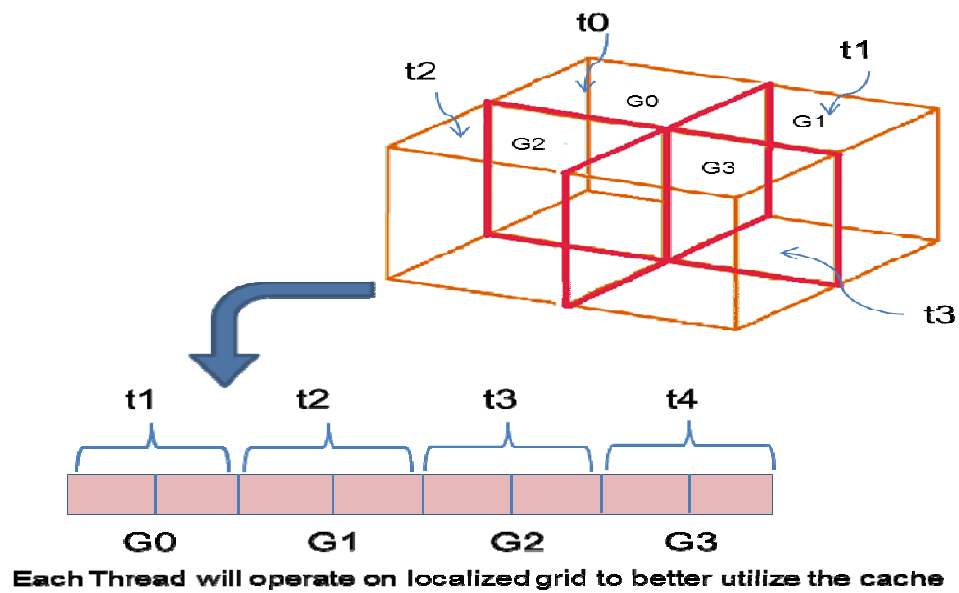 t0
t1
t2
G0
G1
G2
G3
t3
t1 t2 t3 t4
G0 G1 G2 G3
Each Thread will operate on localized grid to better utilize the cache